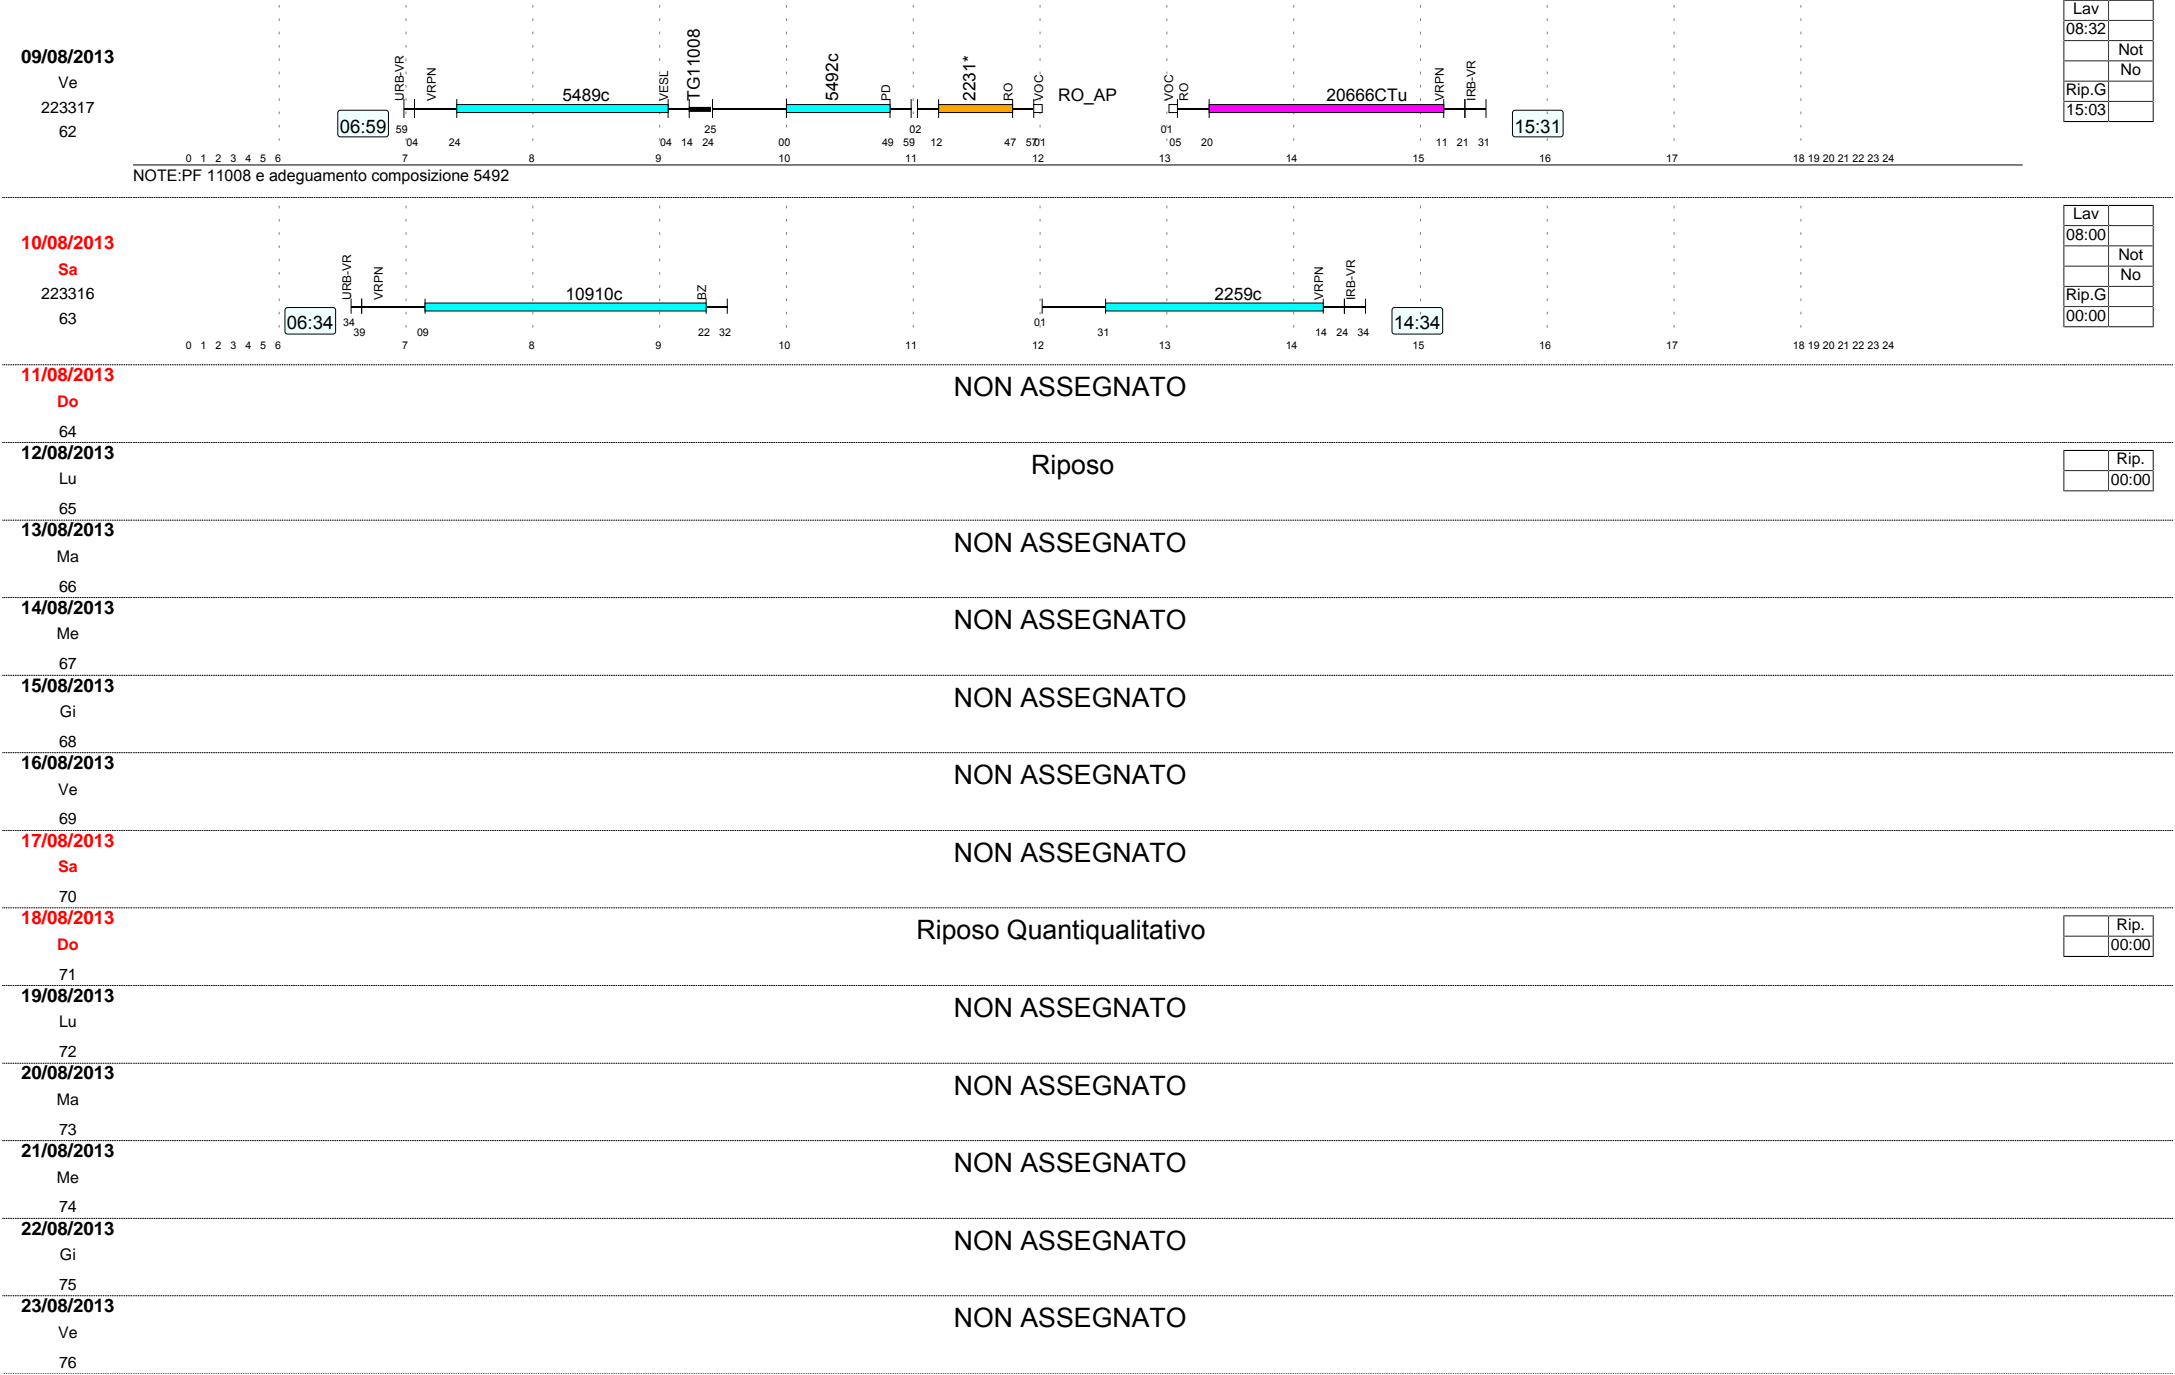 09/08/2013
Ve
223317
62
06:59
URB-VR VRPN 5489c VESL TG11008 5492c PD 2231* RO VOC RO_AP VOC RO 20666CTu VRPN IRB-VR
15:31
59 04 24 04 14 24 25 00 49 59 02 12 47 57 01 01 05 20 11 21 31
0 1 2 3 4 5 6 7 8 9 10 11 12 13 14 15 16 17 18 19 20 21 22 23 24
NOTE:PF 11008 e adeguamento composizione 5492
Lav
08:32
Not
No
Rip.G
15:03
10/08/2013
Sa
223316
63
06:34
URB-VR VRPN 10910c BZ 2259c VRPN IRB-VR
14:34
34 39 09 22 32 01 31 14 24 34
0 1 2 3 4 5 6 7 8 9 10 11 12 13 14 15 16 17 18 19 20 21 22 23 24
Lav
08:00
Not
No
Rip.G
00:00
11/08/2013
Do
64
NON ASSEGNATO
12/08/2013
Lu
65
Riposo
Rip.
00:00
13/08/2013
Ma
66
NON ASSEGNATO
14/08/2013
Me
67
NON ASSEGNATO
15/08/2013
Gi
68
NON ASSEGNATO
16/08/2013
Ve
69
NON ASSEGNATO
17/08/2013
Sa
70
NON ASSEGNATO
18/08/2013
Do
71
Riposo Quantiqualitativo
Rip.
00:00
19/08/2013
Lu
72
NON ASSEGNATO
20/08/2013
Ma
73
NON ASSEGNATO
21/08/2013
Me
74
NON ASSEGNATO
22/08/2013
Gi
75
NON ASSEGNATO
23/08/2013
Ve
76
NON ASSEGNATO